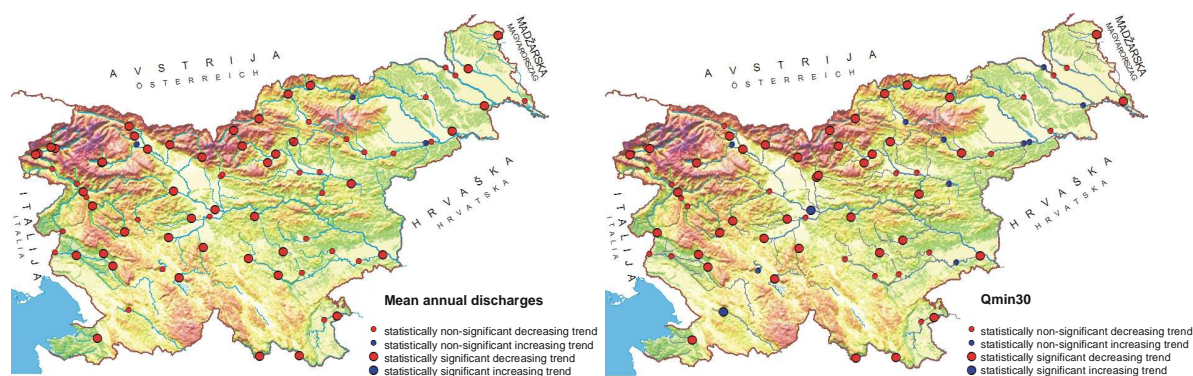 AVSTRIJA
ÖSTERREICH
MADŽARSKA
MAGYARORSZÁG
HRVAŠKA
HRVATSKA
ITALIJA
ITALIA
Mean annual discharges
statistically non-significant decreasing trend
statistically non-significant increasing trend
statistically significant decreasing trend
statistically significant increasing trend
AVSTRIJA
ÖSTERREICH
MADŽARSKA
MAGYARORSZÁG
HRVAŠKA
HRVATSKA
ITALIJA
ITALIA
Qmin30
statistically non-significant decreasing trend
statistically non-significant increasing trend
statistically significant decreasing trend
statistically significant increasing trend